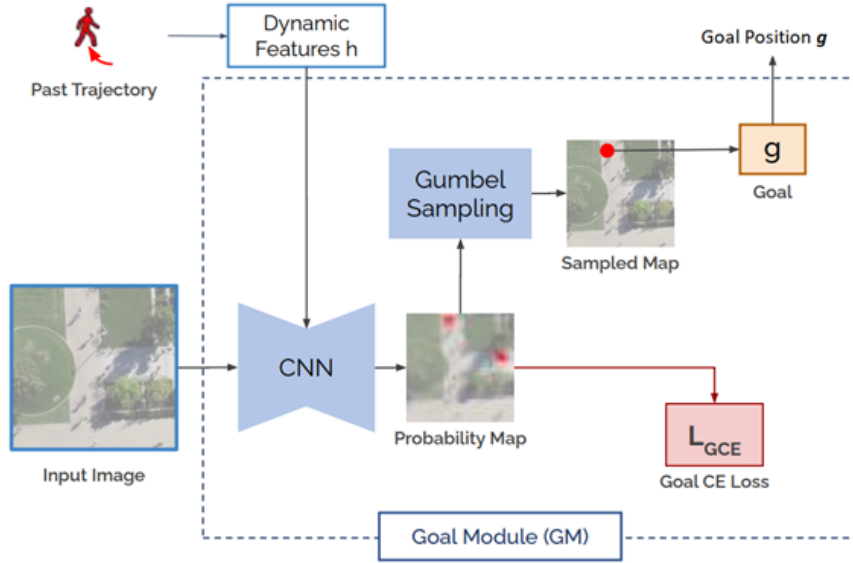 Dynamic
Features h
Past Trajectory
Goal Position g
Gumbel
Sampling
g
Goal
Sampled Map
CNN
Probability Map
L_GCE
Goal CE Loss
Input Image
Goal Module (GM)